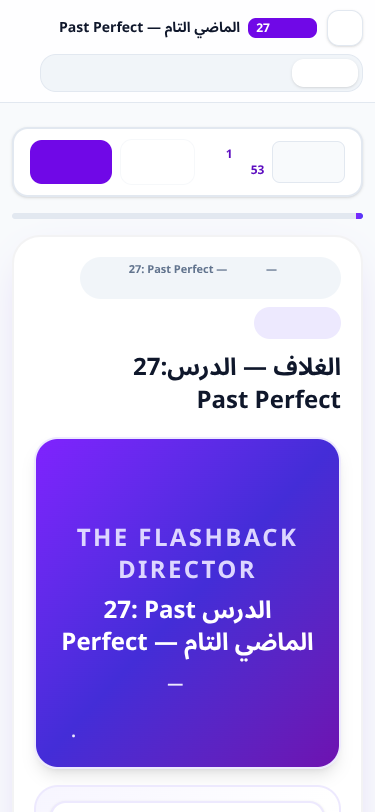 27 الماضي التام — Past Perfect
1
53
27: Past Perfect — —
الغلاف — الدرس 27:
Past Perfect
THE FLASHBACK
DIRECTOR
الدرس 27: Past
Perfect — الماضي التام
—
.